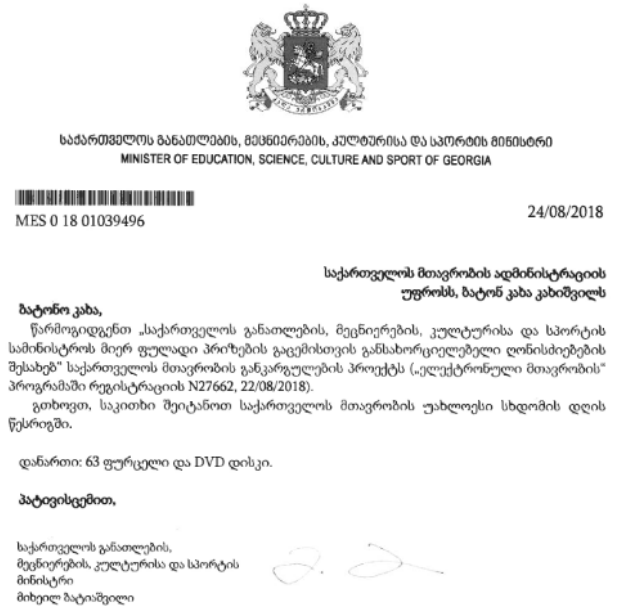 საქართველოს განათლების, მეცნიერების, კულტურისა და სპორტის მინისტრი
MINISTER OF EDUCATION, SCIENCE, CULTURE AND SPORT OF GEORGIA
MES 0 18 01039496
24/08/2018
საქართველოს მთავრობის ადმინისტრაციის
უფროსს, ბატონ კახა კახიშვილს
ბატონო კახა,
წარმოგიდგენთ „საქართველოს განათლების, მეცნიერების, კულტურისა და სპორტის
სამინისტროს მიერ ფულადი პრიზების გაცემისთვის განსახორციელებელი ღონისძიებების
შესახებ“ საქართველოს მთავრობის განკარგულების პროექტს („ელექტრონული მთავრობის“
პროგრამაში რეგისტრაციის N27662, 22/08/2018).
გთხოვთ, საკითხი შეიტანოთ საქართველოს მთავრობის უახლოესი სხდომის დღის
წესრიგში.
დანართი: 63 ფურცელი და DVD დისკი.
პატივისცემით,
საქართველოს განათლების,
მეცნიერების, კულტურისა და სპორტის
მინისტრი
მიხეილ ბატიაშვილი